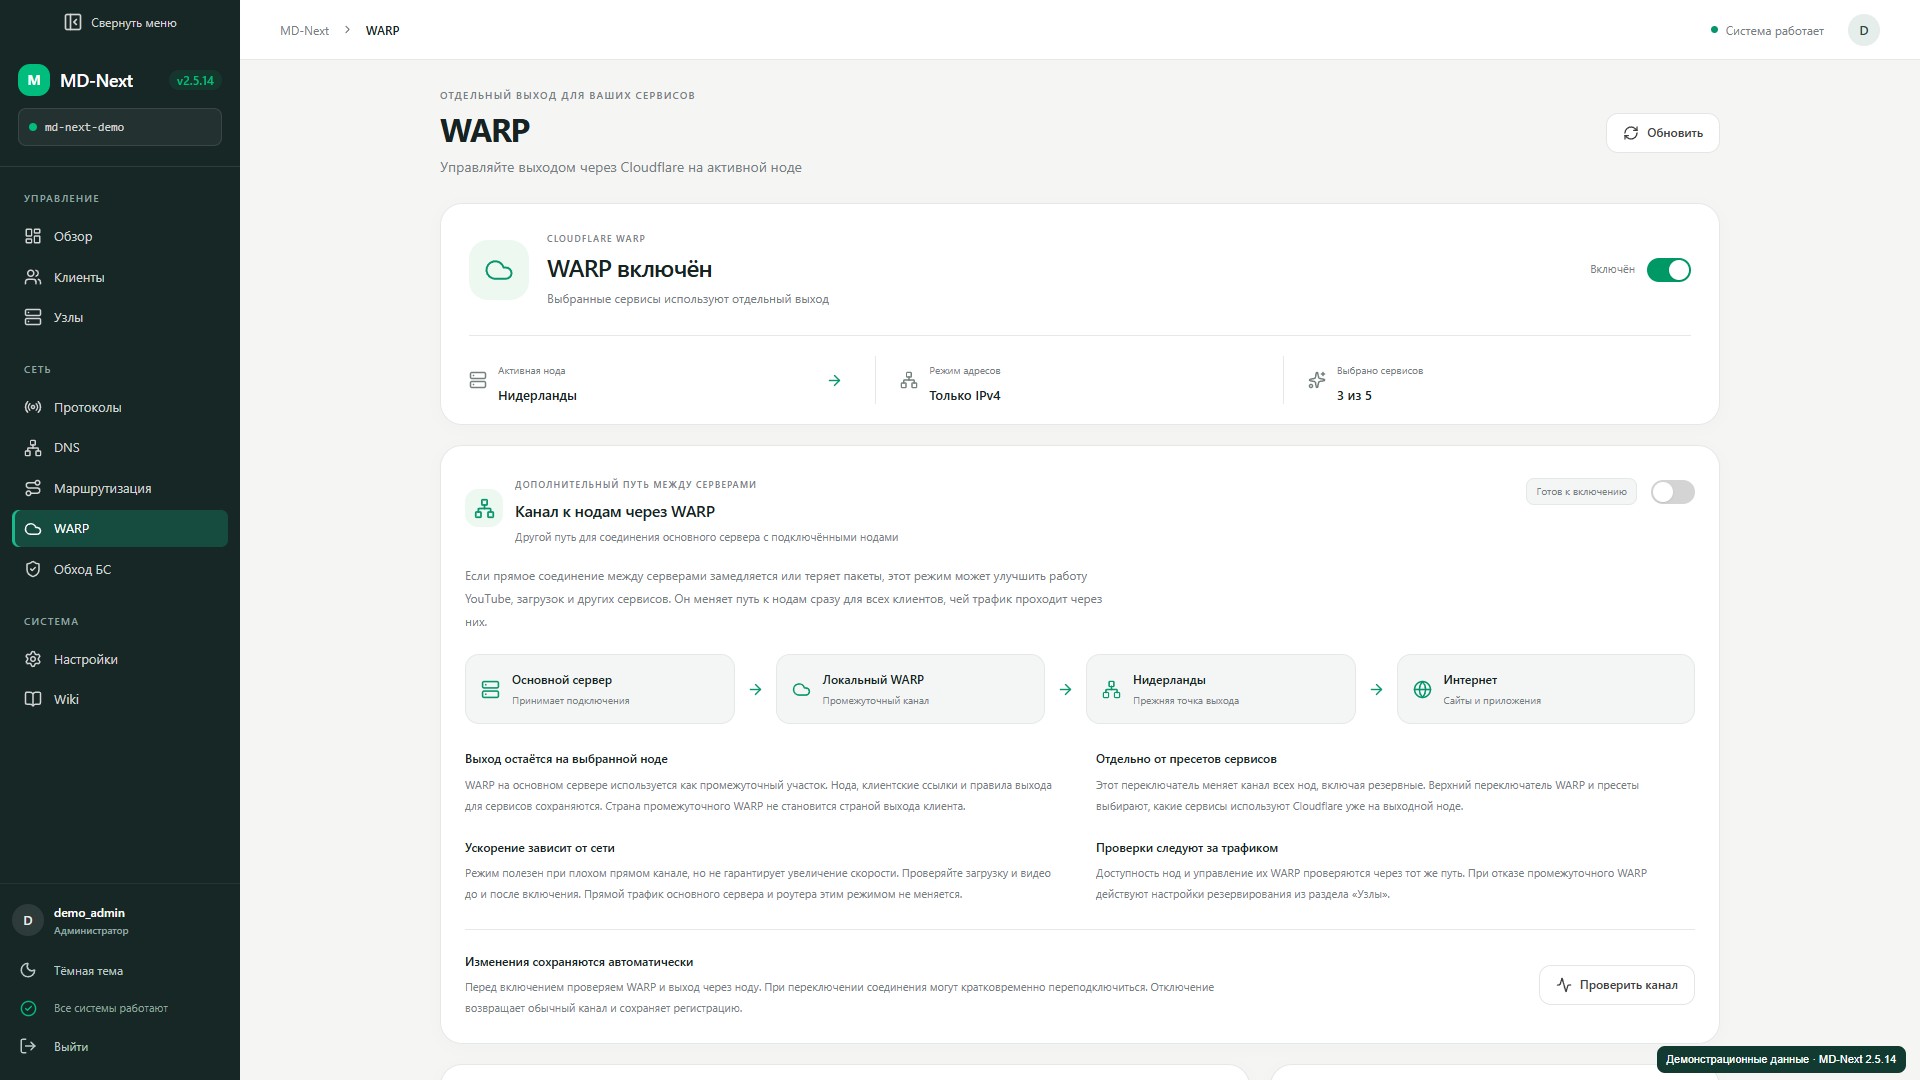 Свернуть меню
M MD-Next v2.5.14
md-next-demo
УПРАВЛЕНИЕ
Обзор
Клиенты
Узлы
СЕТЬ
Протоколы
DNS
Маршрутизация
WARP
Обход БС
СИСТЕМА
Настройки
Wiki
D demo_admin
Администратор
Тёмная тема
Все системы работают
Выйти
MD-Next WARP
Система работает D
ОТДЕЛЬНЫЙ ВЫХОД ДЛЯ ВАШИХ СЕРВИСОВ
WARP
Управляйте выходом через Cloudflare на активной ноде
Обновить
CLOUDFLARE WARP
WARP включён
Выбранные сервисы используют отдельный выход
Включён
Активная нода
Нидерланды
Режим адресов
Только IPv4
Выбрано сервисов
3 из 5
ДОПОЛНИТЕЛЬНЫЙ ПУТЬ МЕЖДУ СЕРВЕРАМИ
Канал к нодам через WARP
Другой путь для соединения основного сервера с подключёнными нодами
Готов к включению
Если прямое соединение между серверами замедляется или теряет пакеты, этот режим может улучшить работу
YouTube, загрузок и других сервисов. Он меняет путь к нодам сразу для всех клиентов, чей трафик проходит через
них.
Основной сервер
Принимает подключения
Локальный WARP
Промежуточный канал
Нидерланды
Прежняя точка выхода
Интернет
Сайты и приложения
Выход остаётся на выбранной ноде
WARP на основном сервере используется как промежуточный участок. Нода, клиентские ссылки и правила выхода
для сервисов сохраняются. Страна промежуточного WARP не становится страной выхода клиента.
Отдельно от пресетов сервисов
Этот переключатель меняет канал всех нод, включая резервные. Верхний переключатель WARP и пресеты
выбирают, какие сервисы используют Cloudflare уже на выходной ноде.
Ускорение зависит от сети
Режим полезен при плохом прямом канале, но не гарантирует увеличение скорости. Проверяйте загрузку и видео
до и после включения. Прямой трафик основного сервера и роутера этим режимом не меняется.
Проверки следуют за трафиком
Доступность нод и управление их WARP проверяются через тот же путь. При отказе промежуточного WARP
действуют настройки резервирования из раздела «Узлы».
Изменения сохраняются автоматически
Перед включением проверяем WARP и выход через ноду. При переключении соединения могут кратковременно переподключиться. Отключение
возвращает обычный канал и сохраняет регистрацию.
Проверить канал
Демонстрационные данные · MD-Next 2.5.14